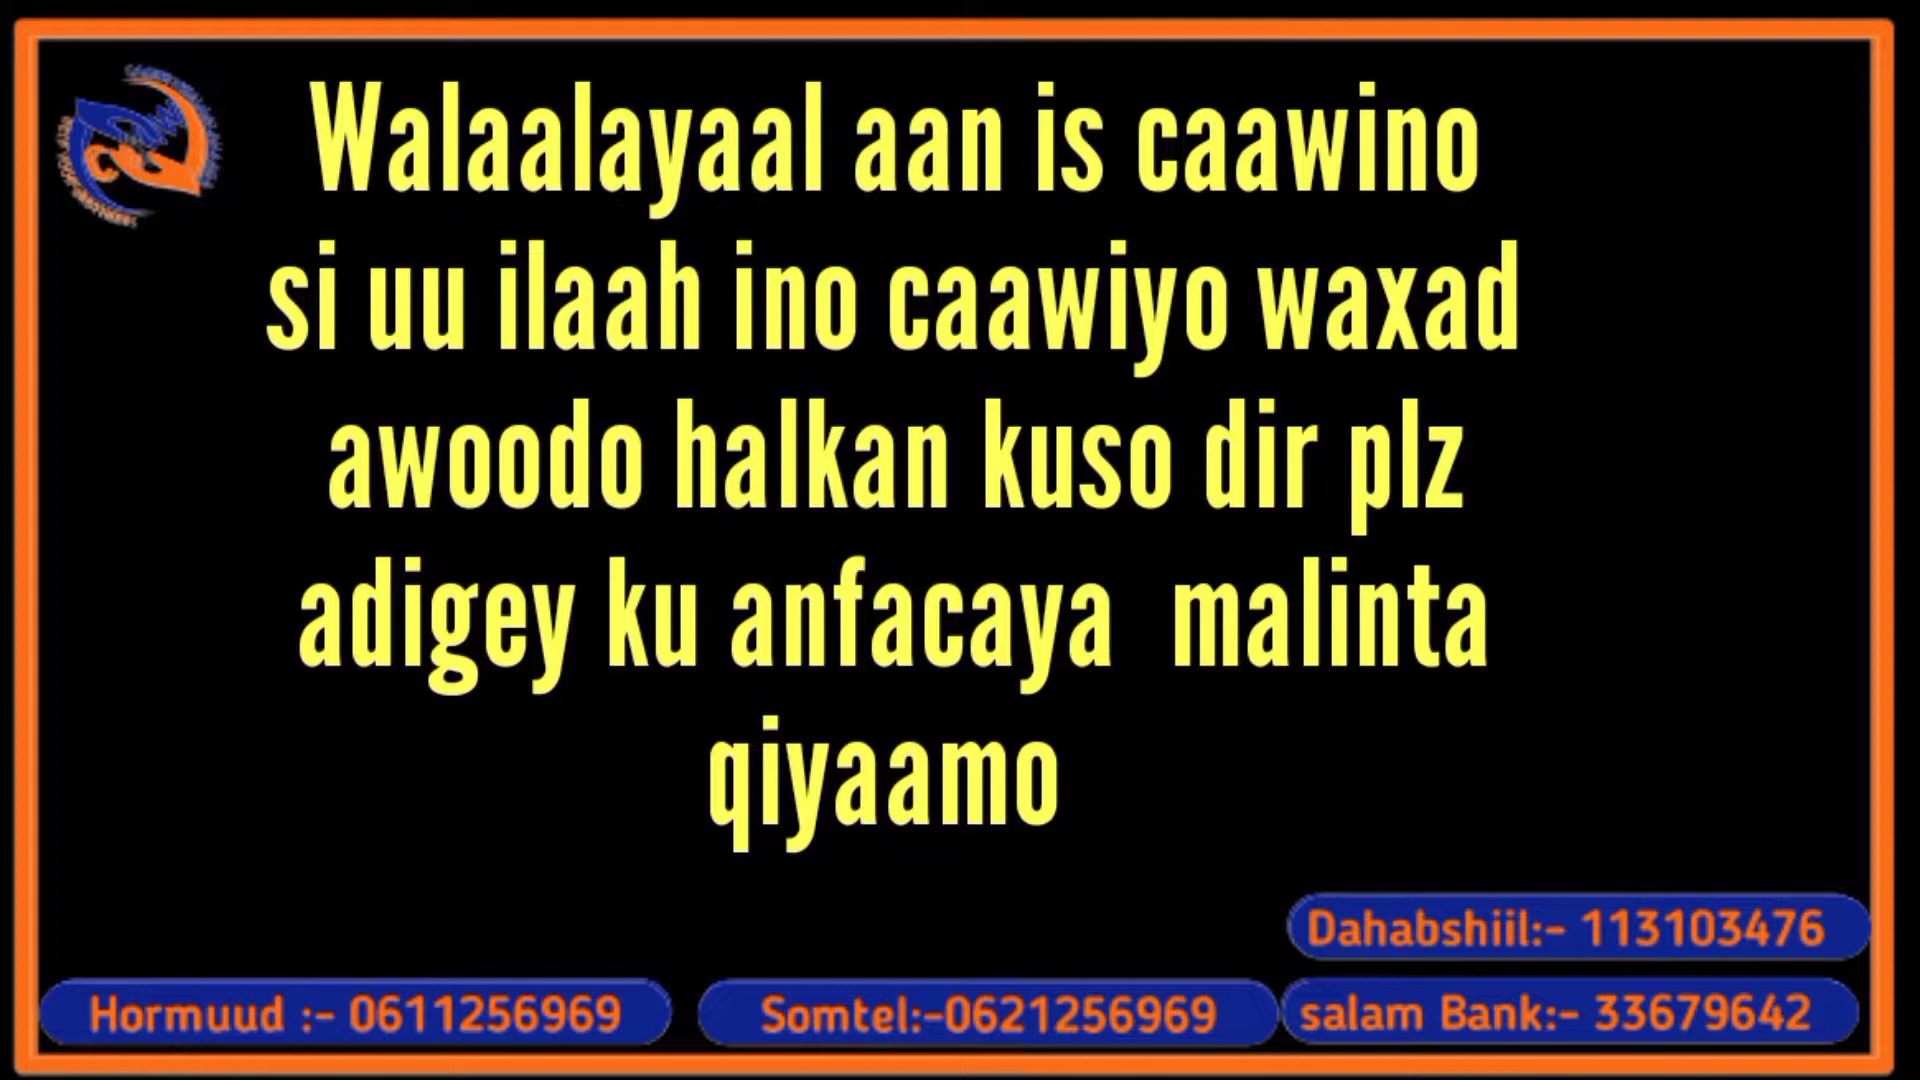 Walaalayaal aan is caawino
si uu ilaah ino caawiyo waxad
awoodo halkan kuso dir plz
adigey ku anfacaya malinta
qiyaamo
Dahabshiil:- 113103476
Hormuud :- 0611256969
Somtel:-0621256969
salam Bank:- 33679642